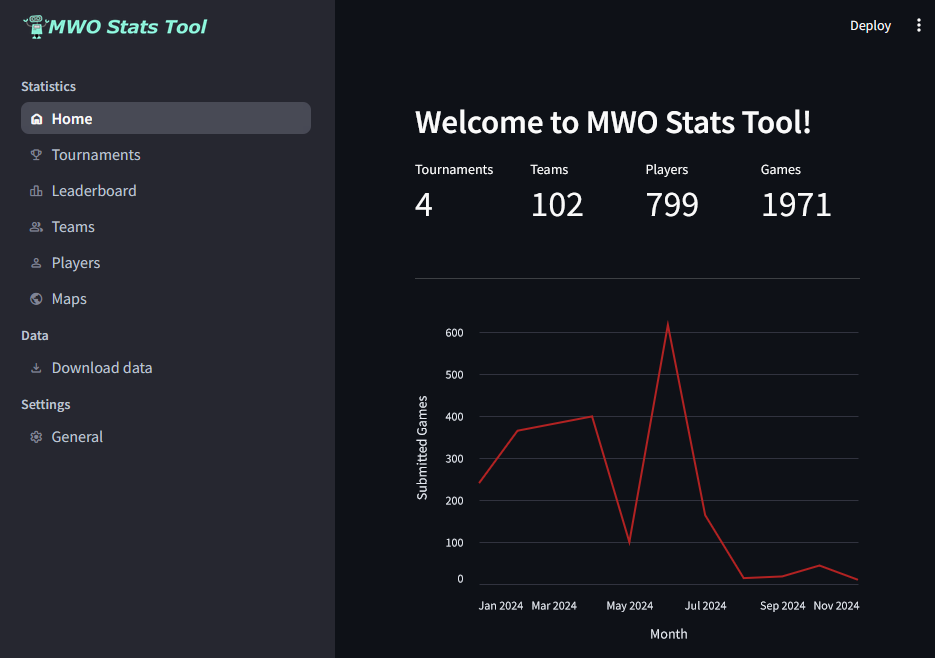 MWO Stats Tool
Deploy
Statistics
Home
Tournaments
Leaderboard
Teams
Players
Maps
Data
Download data
Settings
General
Welcome to MWO Stats Tool!
Tournaments Teams Players Games
4 102 799 1971
600
500
400
300
200
100
0
Submitted Games
Jan 2024 Mar 2024 May 2024 Jul 2024 Sep 2024 Nov 2024
Month